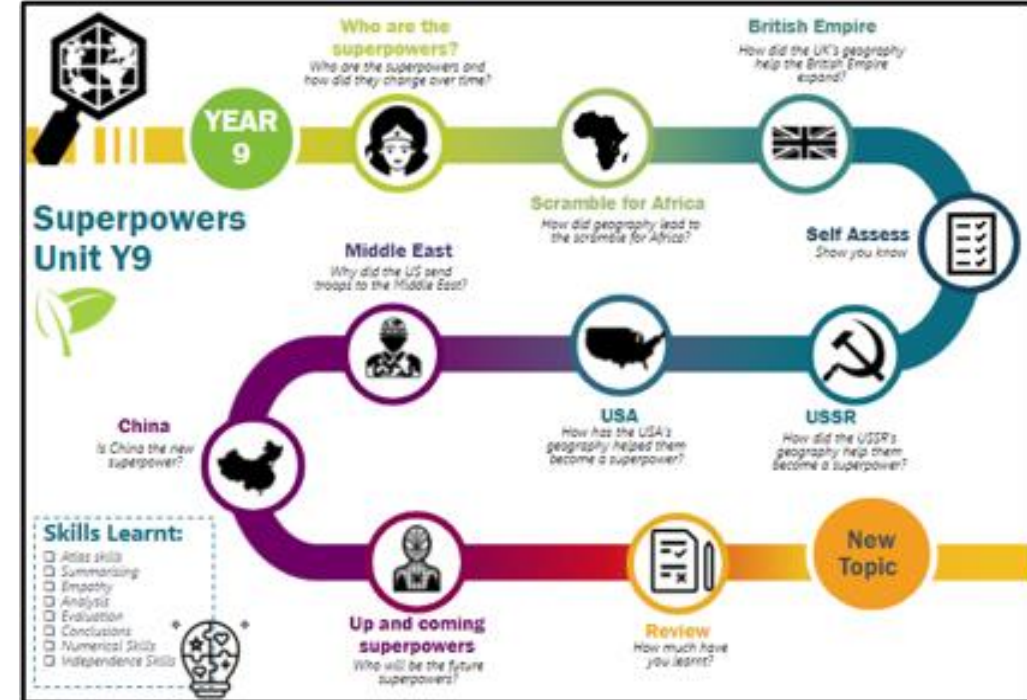 Who are the
superpowers?
Who are the superpowers and
how did they change over time?
British Empire
How did the UK's geography
help the British Empire
expand?
YEAR
9
Scramble for Africa
How did geography lead to
the scramble for Africa?
Superpowers
Unit Y9
Self Assess
Show you know
Middle East
Why did the US send
troops to the Middle East?
USA
How has the USA's
geography helped them
become a superpower?
USSR
How did the USSR's
geography help them
become a superpower?
China
Is China the new
superpower?
Skills Learnt:
Atlas skills
Summarising
Empathy
Analysis
Evaluation
Conclusions
Numerical Skills
Independence Skills
Up and coming
superpowers
Who will be the future
superpowers?
Review
How much have
you learnt?
New
Topic